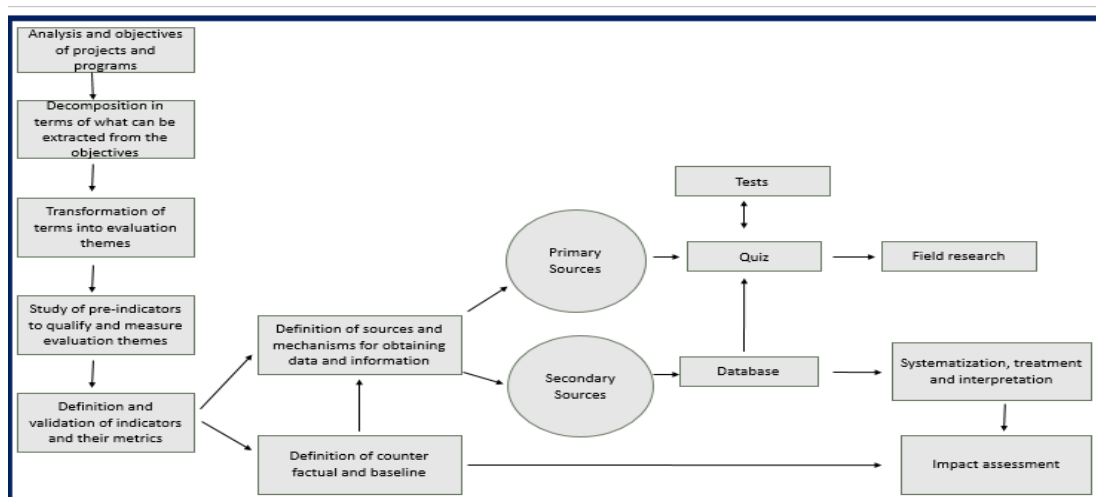 Analysis and objectives
of projects and
programs
Decomposition in
terms of what can be
extracted from the
objectives
Transformation of
terms into evaluation
themes
Study of pre-indicators
to qualify and measure
evaluation themes
Definition and
validation of indicators
and their metrics
Definition of sources and
mechanisms for obtaining
data and information
Definition of counter
factual and baseline
Primary
Sources
Secondary
Sources
Tests
Quiz
Database
Field research
Systematization, treatment
and interpretation
Impact assessment